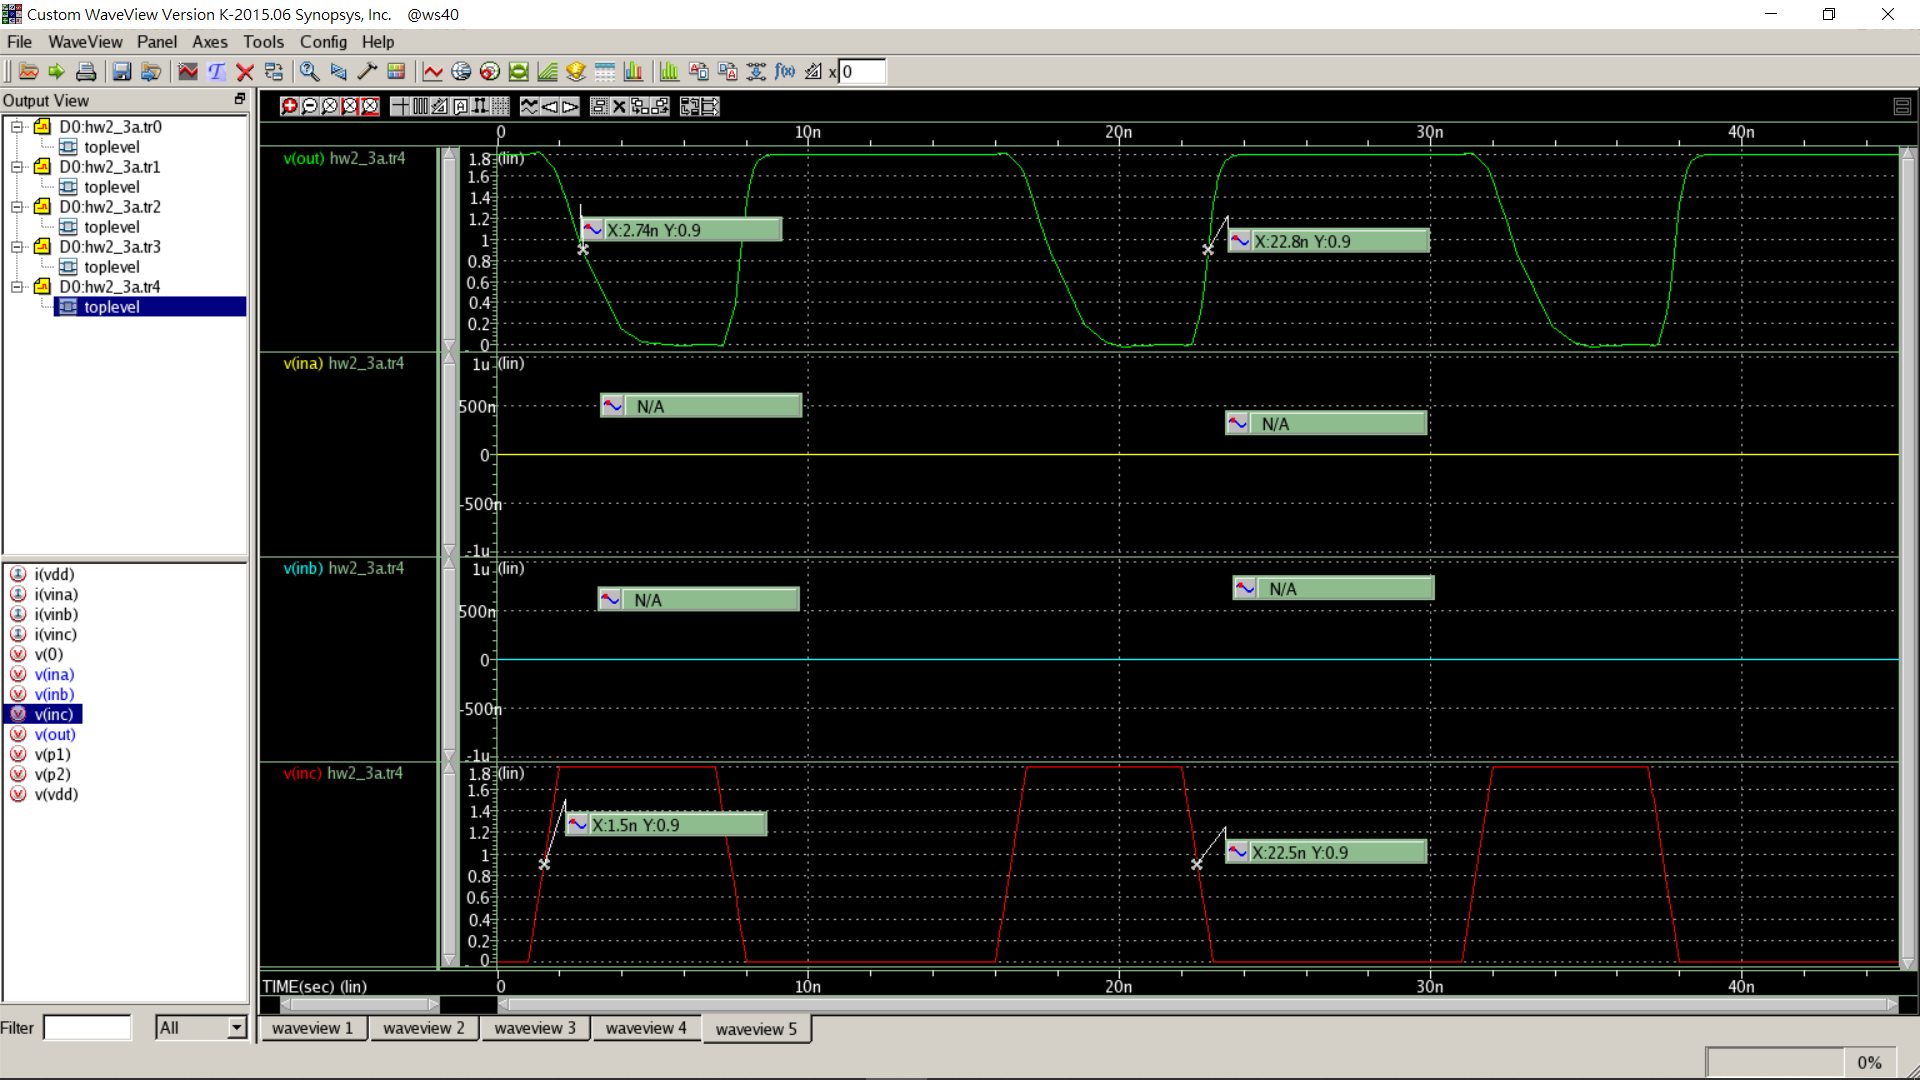 Custom WaveView Version K-2015.06 Synopsys, Inc.    @ws40
File WaveView Panel Axes Tools Config Help
x 0
Output View
D0:hw2_3a.tr0
toplevel
D0:hw2_3a.tr1
toplevel
D0:hw2_3a.tr2
toplevel
D0:hw2_3a.tr3
toplevel
D0:hw2_3a.tr4
toplevel
i(vdd)
i(vina)
i(vinb)
i(vinc)
v(0)
v(ina)
v(inb)
v(inc)
v(out)
v(p1)
v(p2)
v(vdd)
Filter All
0 10n 20n 30n 40n
v(out) hw2_3a.tr4
1.8 (lin)
1.6
1.4
1.2
1
0.8
0.6
0.4
0.2
0
X:2.74n Y:0.9
X:22.8n Y:0.9
v(ina) hw2_3a.tr4
1u (lin)
500n
0
-500n
-1u
N/A
N/A
v(inb) hw2_3a.tr4
1u (lin)
500n
0
-500n
-1u
N/A
N/A
v(inc) hw2_3a.tr4
1.8 (lin)
1.6
1.4
1.2
1
0.8
0.6
0.4
0.2
0
X:1.5n Y:0.9
X:22.5n Y:0.9
TIME(sec) (lin) 0 10n 20n 30n 40n
waveview 1 waveview 2 waveview 3 waveview 4 waveview 5
0%